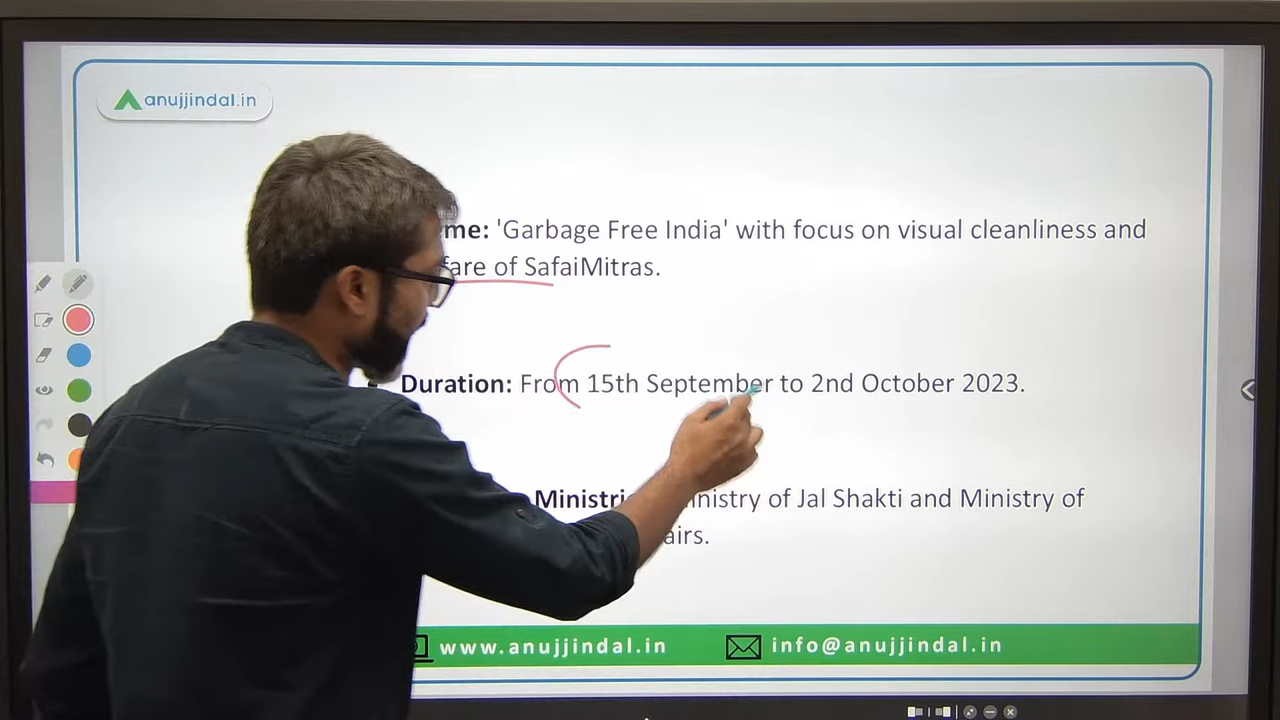 anujjindal.in
me: 'Garbage Free India' with focus on visual cleanliness and
fare of SafaiMitras.
Duration: From 15th September to 2nd October 2023.
Ministri inistry of Jal Shakti and Ministry of
airs.
www.anujjindal.in info@anujjindal.in